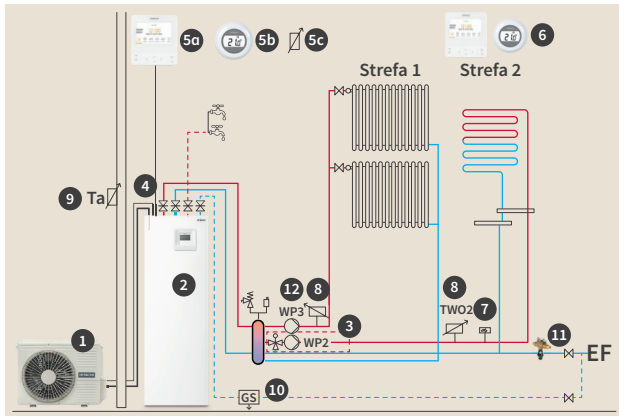 5a
5b
5c
6
Strefa 1
Strefa 2
9
Ta
4
2
12
8
WP3
3
WP2
8
TWO2
7
11
EF
1
HITACHI
GS
10